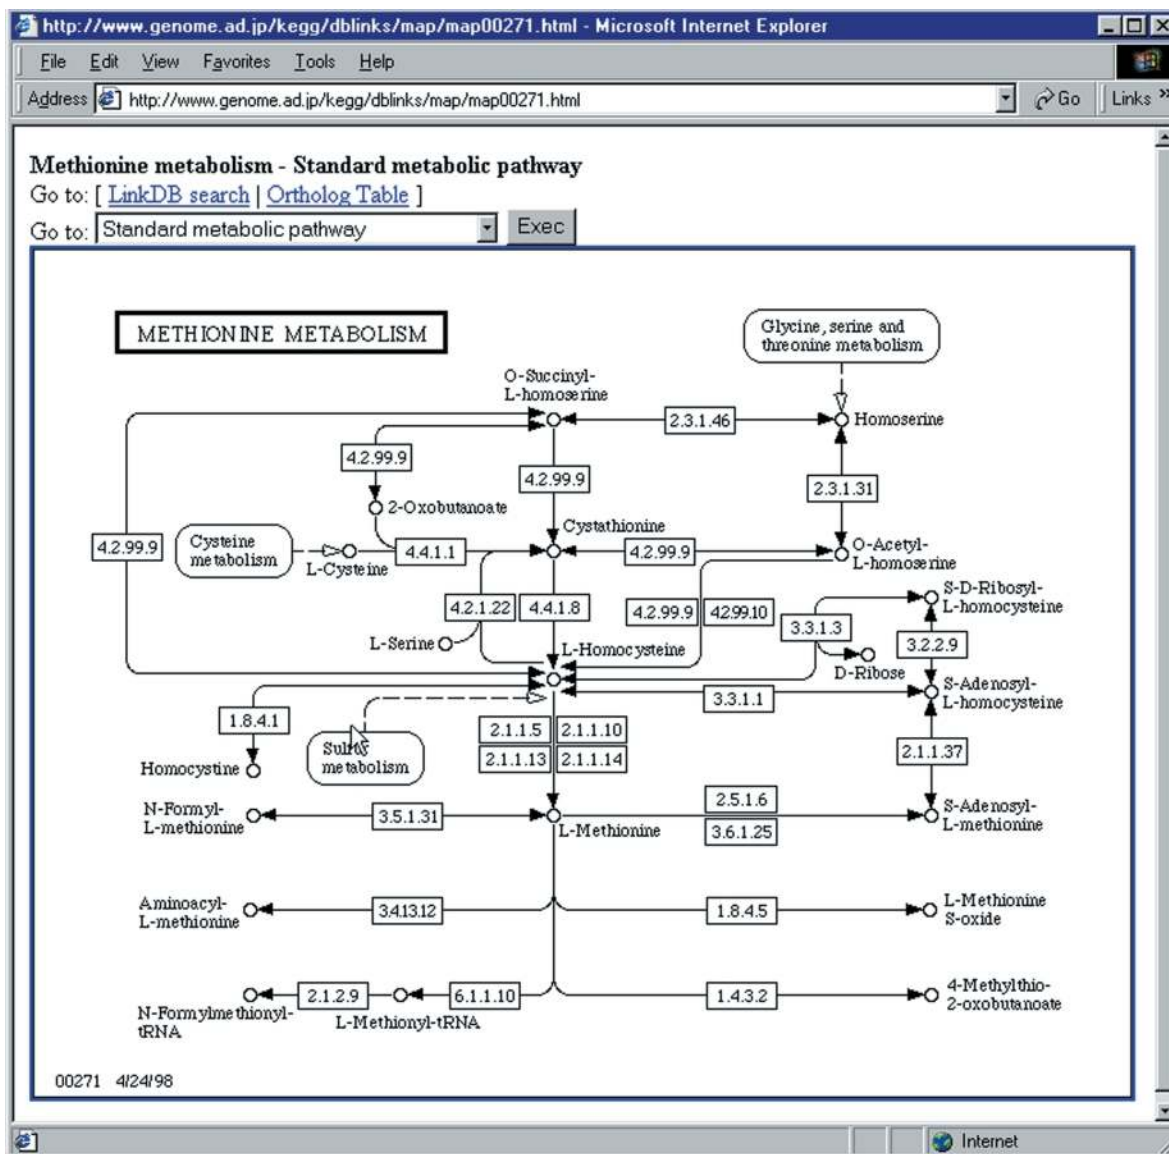 http://www.genome.ad.jp/kegg/dblinks/map/map00271.html - Microsoft Internet Explorer
File Edit View Favorites Tools Help
Address http://www.genome.ad.jp/kegg/dblinks/map/map00271.html Go Links »
Methionine metabolism - Standard metabolic pathway
Go to: [ LinkDB search | Ortholog Table ]
Go to: Standard metabolic pathway Exec
METHIONINE METABOLISM
Glycine, serine and
threonine metabolism
O-Succinyl-
L-homoserine
2.3.1.46
Homoserine
4.2.99.9
4.2.99.9
2.3.1.31
2-Oxobutanoate
Cystathionine
4.2.99.9
Cysteine
metabolism
L-Cysteine
4.4.1.1
4.2.99.9
O-Acetyl-
L-homoserine
4.2.1.22
4.4.1.8
4.2.99.9
42.99.10
S-D-Ribosyl-
L-homocysteine
3.3.1.3
L-Serine
L-Homocysteine
3.2.2.9
D-Ribose
3.3.1.1
S-Adenosyl-
L-homocysteine
1.8.4.1
2.1.1.5
2.1.1.10
2.1.1.13
2.1.1.14
2.1.1.37
Homocystine
metabolism
N-Formyl-
L-methionine
3.5.1.31
L-Methionine
2.5.1.6
3.6.1.25
S-Adenosyl-
L-methionine
Aminoacyl-
L-methionine
3.4.13.12
1.8.4.5
L-Methionine
S-oxide
2.1.2.9
6.1.1.10
1.4.3.2
4-Methylthio-
2-oxobutanoate
N-Formylmethionyl-
tRNA
L-Methionyl-tRNA
00271 4/24/98
Internet